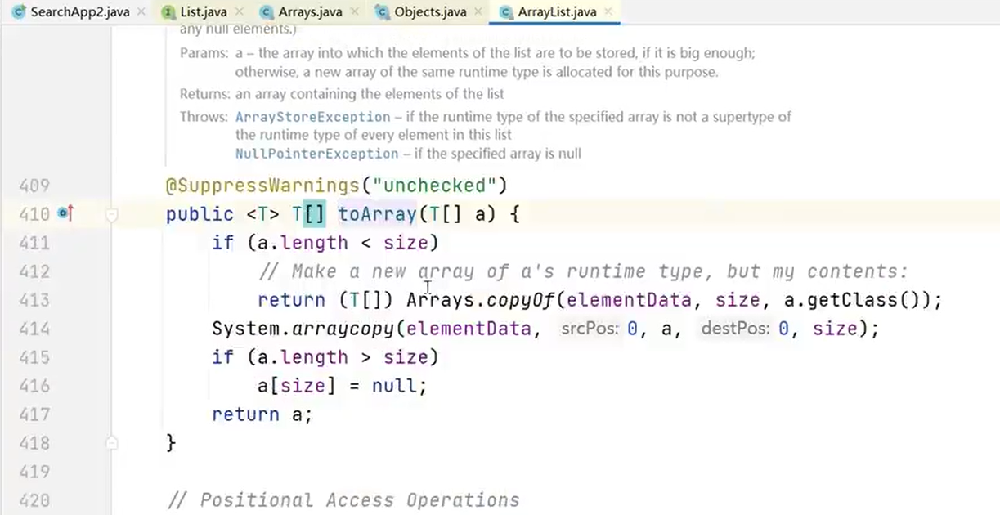 SearchApp2.java List.java Arrays.java Objects.java ArrayList.java
any null elements.)
Params: a – the array into which the elements of the list are to be stored, if it is big enough;
otherwise, a new array of the same runtime type is allocated for this purpose.
Returns: an array containing the elements of the list
Throws: ArrayStoreException – if the runtime type of the specified array is not a supertype of
the runtime type of every element in this list
NullPointerException – if the specified array is null
409 @SuppressWarnings("unchecked")
410 public <T> T[] toArray(T[] a) {
411 if (a.length < size)
412 // Make a new array of a's runtime type, but my contents:
413 return (T[]) Arrays.copyOf(elementData, size, a.getClass());
414 System.arraycopy(elementData, srcPos: 0, a, destPos: 0, size);
415 if (a.length > size)
416 a[size] = null;
417 return a;
418 }
419
420 // Positional Access Operations